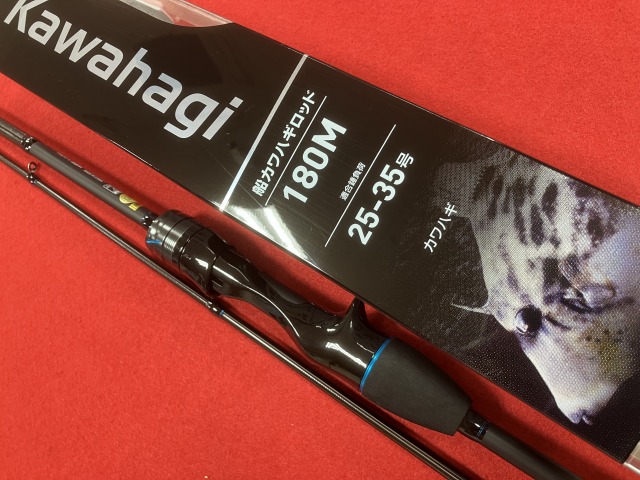 Kawahagi
船カワハギロッド
180M
適合錘負荷
25-35号
カワハギ